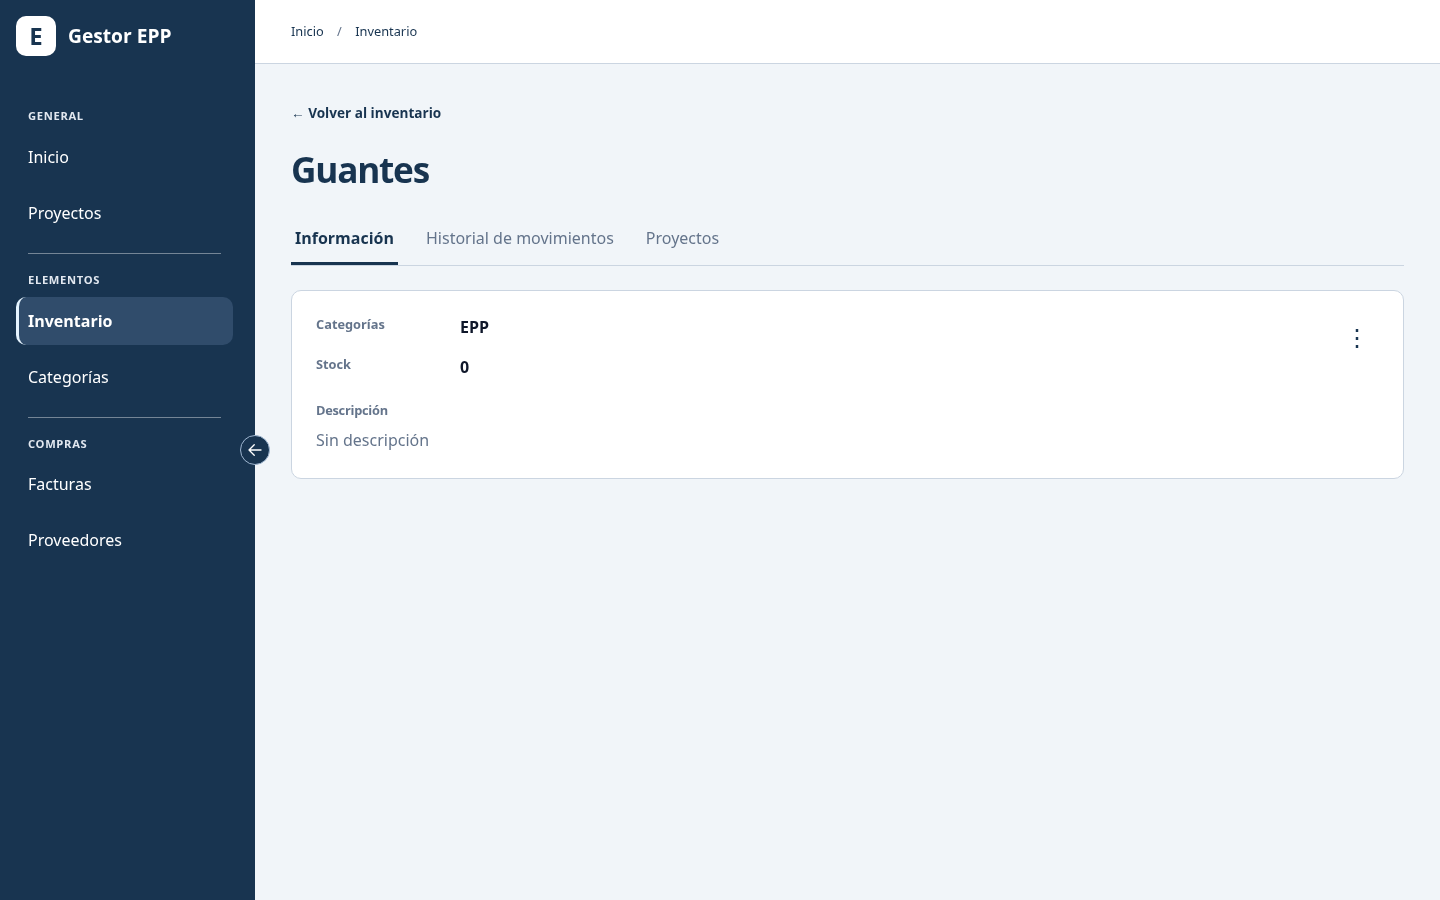 E
Gestor EPP
GENERAL
Inicio
Proyectos
ELEMENTOS
Inventario
Categorías
COMPRAS
Facturas
Proveedores
Inicio / Inventario
← Volver al inventario
Guantes
Información Historial de movimientos Proyectos
Categorías EPP
Stock 0
Descripción
Sin descripción